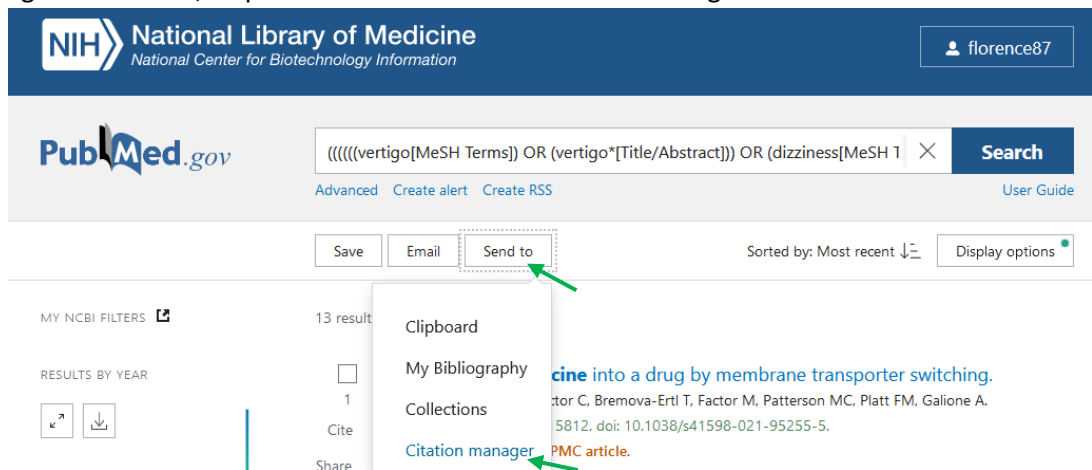 NIH National Library of Medicine
National Center for Biotechnology Information
florence87
PubMed.gov
((((((vertigo[MeSH Terms]) OR (vertigo*[Title/Abstract])) OR (dizziness[MeSH T
Search
Advanced Create alert Create RSS
User Guide
Save Email Send to
Sorted by: Most recent
Display options
MY NCBI FILTERS
13 result
Clipboard
RESULTS BY YEAR
My Bibliography
cine into a drug by membrane transporter switching.
1
tor C, Bremova-Ertl T, Factor M, Patterson MC, Platt FM, Galione A.
Collections
Cite
5812. doi: 10.1038/s41598-021-95255-5.
Citation manager
PMC article.
Share